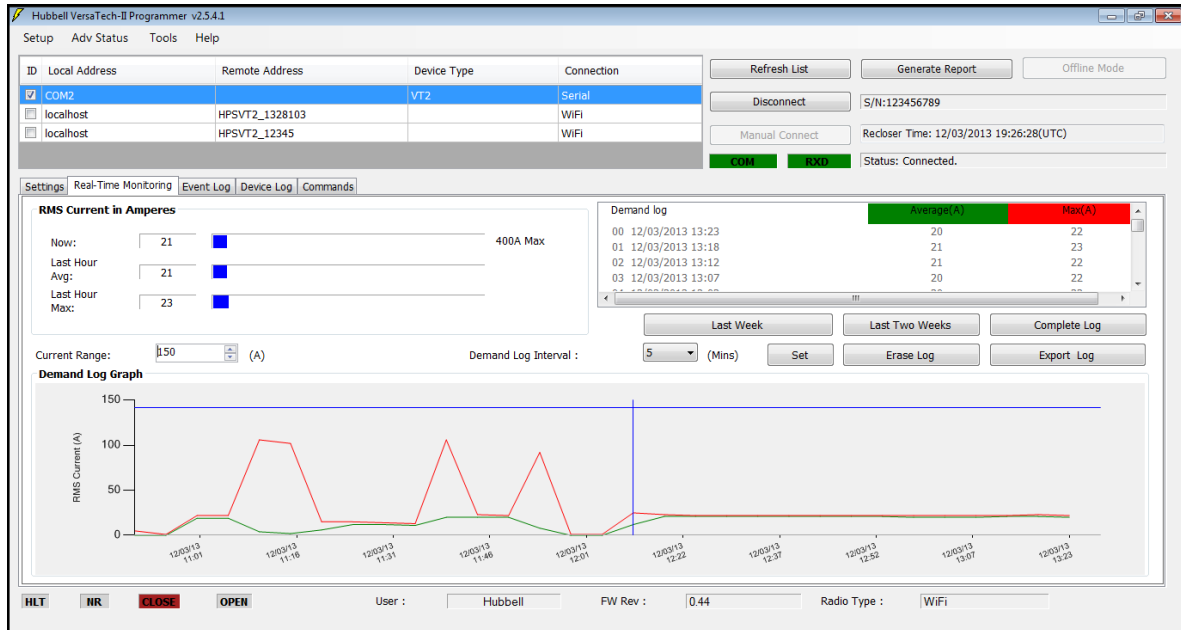 Hubbell VersaTech-II Programmer v2.5.4.1
Setup Adv Status Tools Help
ID Local Address Remote Address Device Type Connection
COM2 VT2 Serial
localhost HPSVT2_1328103 WiFi
localhost HPSVT2_12345 WiFi
Refresh List Generate Report Offline Mode
Disconnect S/N:123456789
Manual Connect Recloser Time: 12/03/2013 19:26:28(UTC)
COM RXD Status: Connected.
Settings Real-Time Monitoring Event Log Device Log Commands
RMS Current in Amperes
Now: 21 400A Max
Last Hour
Avg: 21
Last Hour
Max: 23
Demand log Average(A) Max(A)
00 12/03/2013 13:23 20 22
01 12/03/2013 13:18 21 23
02 12/03/2013 13:12 21 22
03 12/03/2013 13:07 20 22
Last Week Last Two Weeks Complete Log
Current Range: 150 (A) Demand Log Interval : 5 (Mins) Set Erase Log Export Log
Demand Log Graph
RMS Current (A)
150
100
50
0
12/03/13 11:01
12/03/13 11:16
12/03/13 11:31
12/03/13 11:46
12/03/13 12:01
12/03/13 12:22
12/03/13 12:37
12/03/13 12:52
12/03/13 13:07
12/03/13 13:23
HLT NR CLOSE OPEN User : Hubbell FW Rev : 0.44 Radio Type : WiFi